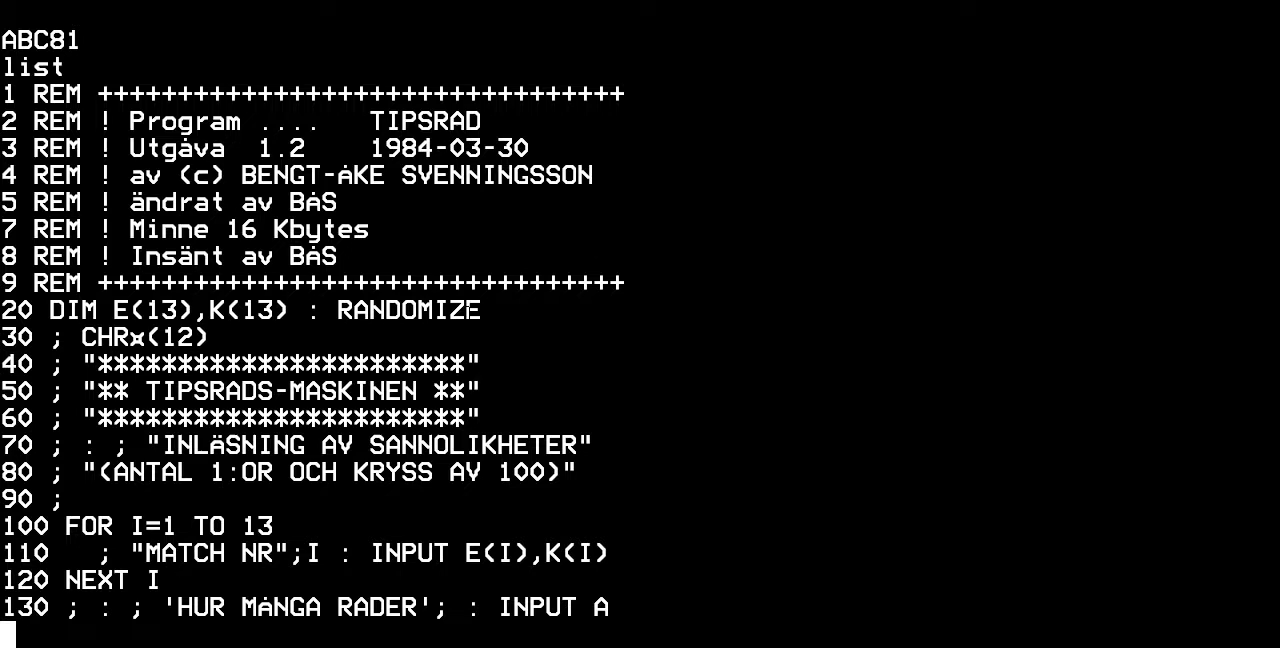 ABC81
list
1 REM +++++++++++++++++++++++++++++++++
2 REM ! Program ....   TIPSRAD
3 REM ! Utgåva  1.2    1984-03-30
4 REM ! av (c) BENGT-ÅKE SVENNINGSSON
5 REM ! ändrat av BÅS
7 REM ! Minne 16 Kbytes
8 REM ! Insänt av BÅS
9 REM +++++++++++++++++++++++++++++++++
20 DIM E(13),K(13) : RANDOMIZE
30 ; CHR¤(12)
40 ; "***********************"
50 ; "** TIPSRADS-MASKINEN **"
60 ; "***********************"
70 ; : ; "INLÄSNING AV SANNOLIKHETER"
80 ; "(ANTAL 1:OR OCH KRYSS AV 100)"
90 ;
100 FOR I=1 TO 13
110   ; "MATCH NR";I : INPUT E(I),K(I)
120 NEXT I
130 ; : ; 'HUR MÅNGA RADER'; : INPUT A